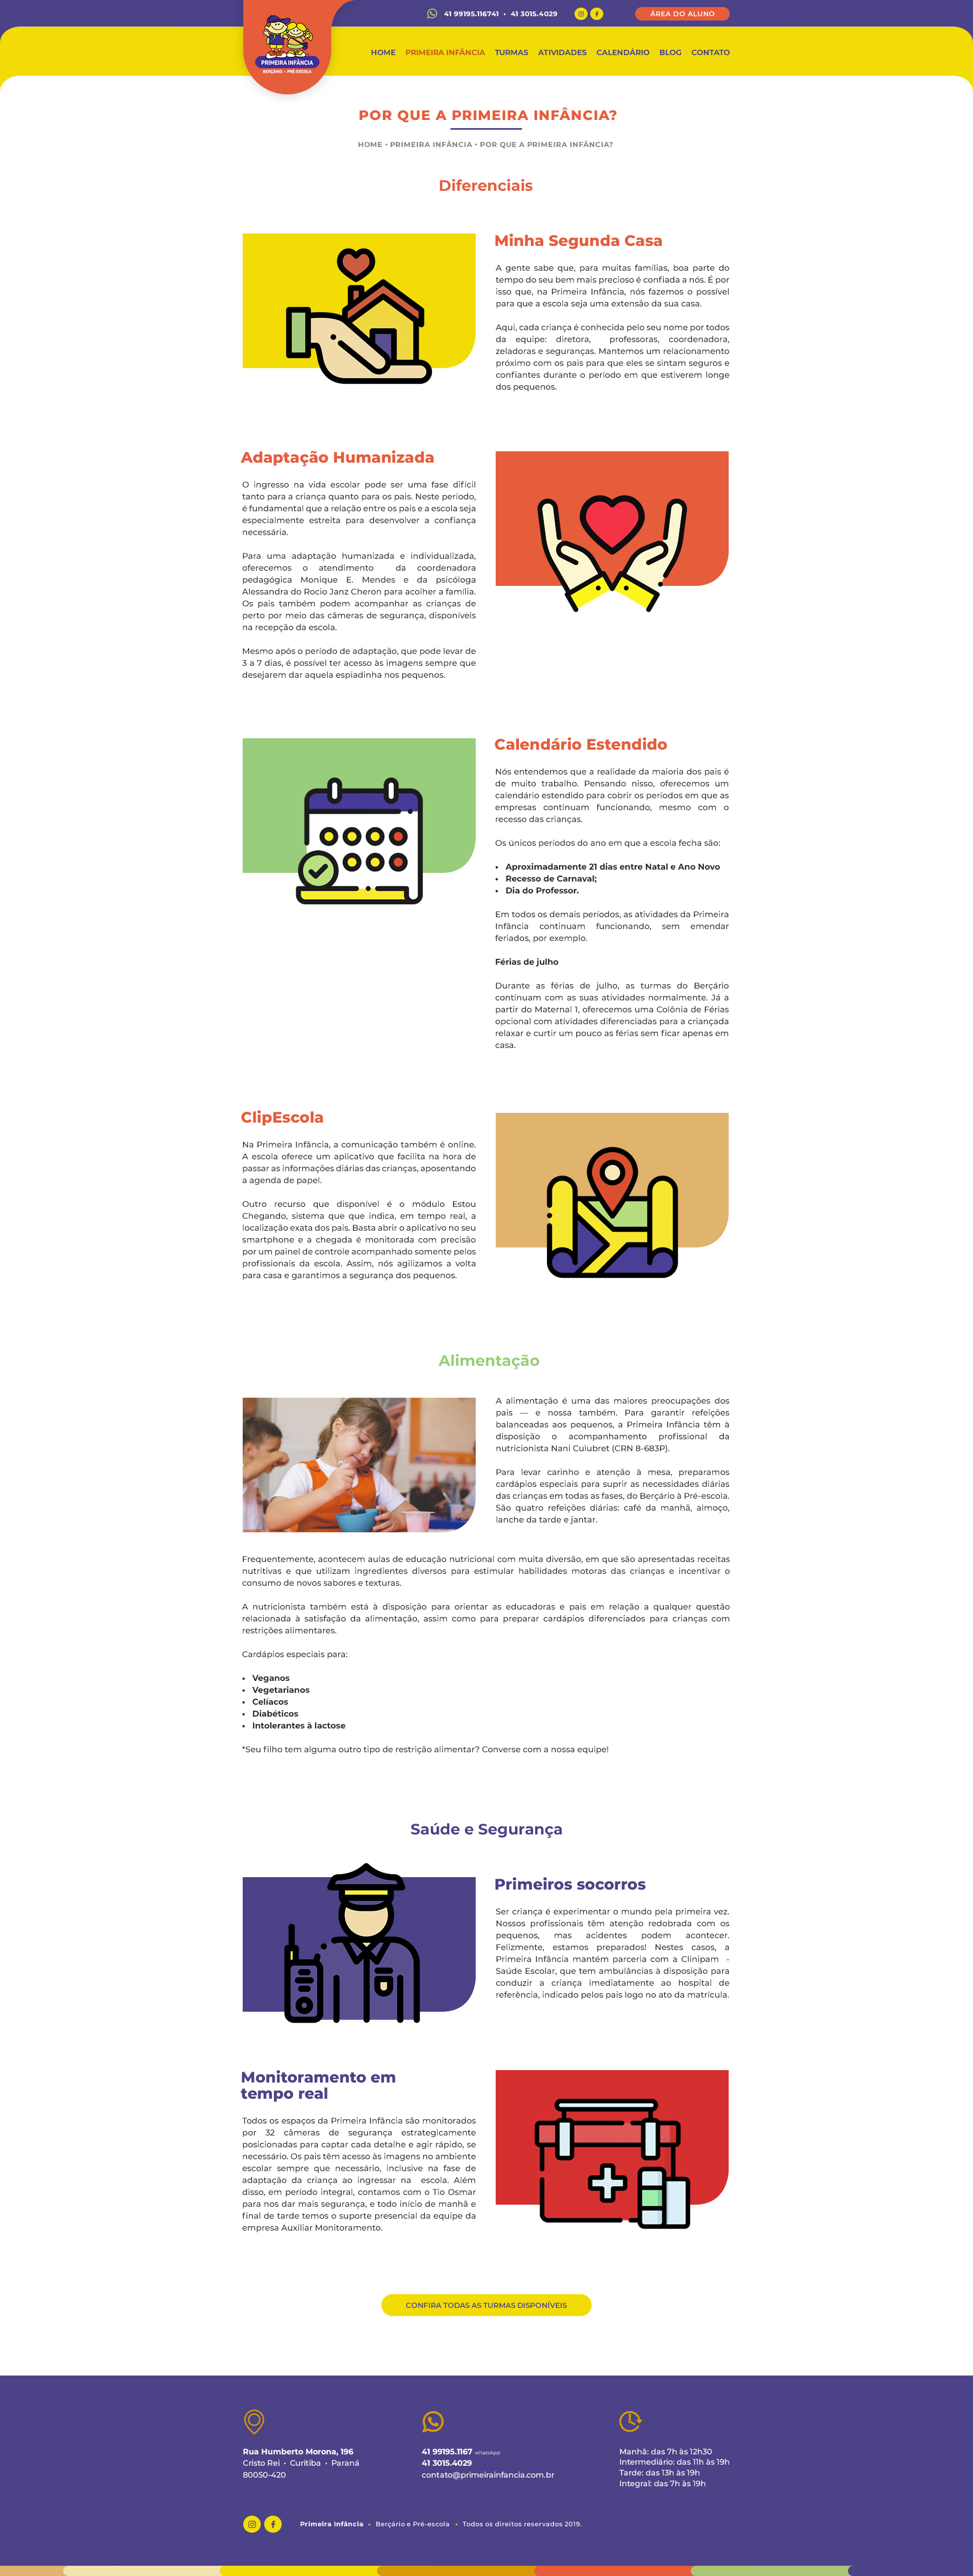 41 99195.116741 • 41 3015.4029
ÁREA DO ALUNO
PRIMEIRA INFÂNCIA
BERÇÁRIO • PRÉ-ESCOLA
HOME PRIMEIRA INFÂNCIA TURMAS ATIVIDADES CALENDÁRIO BLOG CONTATO
POR QUE A PRIMEIRA INFÂNCIA?
HOME • PRIMEIRA INFÂNCIA • POR QUE A PRIMEIRA INFÂNCIA?
Diferenciais
Minha Segunda Casa
A gente sabe que, para muitas famílias, boa parte do
tempo do seu bem mais precioso é confiada a nós. É por
isso que, na Primeira Infância, nós fazemos o possível
para que a escola seja uma extensão da sua casa.
Aqui, cada criança é conhecida pelo seu nome por todos
da equipe: diretora, professoras, coordenadora,
zeladoras e seguranças. Mantemos um relacionamento
próximo com os pais para que eles se sintam seguros e
confiantes durante o período em que estiverem longe
dos pequenos.
Adaptação Humanizada
O ingresso na vida escolar pode ser uma fase difícil
tanto para a criança quanto para os pais. Neste período,
é fundamental que a relação entre os pais e a escola seja
especialmente estreita para desenvolver a confiança
necessária.
Para uma adaptação humanizada e individualizada,
oferecemos o atendimento da coordenadora
pedagógica Monique E. Mendes e da psicóloga
Alessandra do Rocio Janz Cheron para acolher a família.
Os pais também podem acompanhar as crianças de
perto por meio das câmeras de segurança, disponíveis
na recepção da escola.
Mesmo após o período de adaptação, que pode levar de
3 a 7 dias, é possível ter acesso às imagens sempre que
desejarem dar aquela espiadinha nos pequenos.
Calendário Estendido
Nós entendemos que a realidade da maioria dos pais é
de muito trabalho. Pensando nisso, oferecemos um
calendário estendido para cobrir os períodos em que as
empresas continuam funcionando, mesmo com o
recesso das crianças.
Os únicos períodos do ano em que a escola fecha são:
• Aproximadamente 21 dias entre Natal e Ano Novo
• Recesso de Carnaval;
• Dia do Professor.
Em todos os demais períodos, as atividades da Primeira
Infância continuam funcionando, sem emendar
feriados, por exemplo.
Férias de julho
Durante as férias de julho, as turmas do Berçário
continuam com as suas atividades normalmente. Já a
partir do Maternal 1, oferecemos uma Colônia de Férias
opcional com atividades diferenciadas para a criançada
relaxar e curtir um pouco as férias sem ficar apenas em
casa.
ClipEscola
Na Primeira Infância, a comunicação também é online.
A escola oferece um aplicativo que facilita na hora de
passar as informações diárias das crianças, aposentando
a agenda de papel.
Outro recurso que disponível é o módulo Estou
Chegando, sistema que que indica, em tempo real, a
localização exata dos pais. Basta abrir o aplicativo no seu
smartphone e a chegada é monitorada com precisão
por um painel de controle acompanhado somente pelos
profissionais da escola. Assim, nós agilizamos a volta
para casa e garantimos a segurança dos pequenos.
Alimentação
A alimentação é uma das maiores preocupações dos
pais — e nossa também. Para garantir refeições
balanceadas aos pequenos, a Primeira Infância têm à
disposição o acompanhamento profissional da
nutricionista Nani Culubret (CRN 8-683P).
Para levar carinho e atenção à mesa, preparamos
cardápios especiais para suprir as necessidades diárias
das crianças em todas as fases, do Berçário à Pré-escola.
São quatro refeições diárias: café da manhã, almoço,
lanche da tarde e jantar.
Frequentemente, acontecem aulas de educação nutricional com muita diversão, em que são apresentadas receitas
nutritivas e que utilizam ingredientes diversos para estimular habilidades motoras das crianças e incentivar o
consumo de novos sabores e texturas.
A nutricionista também está à disposição para orientar as educadoras e pais em relação a qualquer questão
relacionada à satisfação da alimentação, assim como para preparar cardápios diferenciados para crianças com
restrições alimentares.
Cardápios especiais para:
• Veganos
• Vegetarianos
• Celíacos
• Diabéticos
• Intolerantes à lactose
*Seu filho tem alguma outro tipo de restrição alimentar? Converse com a nossa equipe!
Saúde e Segurança
Primeiros socorros
Ser criança é experimentar o mundo pela primeira vez.
Nossos profissionais têm atenção redobrada com os
pequenos, mas acidentes podem acontecer.
Felizmente, estamos preparados! Nestes casos, a
Primeira Infância mantém parceria com a Clinipam -
Saúde Escolar, que tem ambulâncias à disposição para
conduzir a criança imediatamente ao hospital de
referência, indicado pelos pais logo no ato da matrícula.
Monitoramento em
tempo real
Todos os espaços da Primeira Infância são monitorados
por 32 câmeras de segurança estrategicamente
posicionadas para captar cada detalhe e agir rápido, se
necessário. Os pais têm acesso às imagens no ambiente
escolar sempre que necessário, inclusive na fase de
adaptação da criança ao ingressar na escola. Além
disso, em período integral, contamos com o Tio Osmar
para nos dar mais segurança, e todo início de manhã e
final de tarde temos o suporte presencial da equipe da
empresa Auxiliar Monitoramento.
CONFIRA TODAS AS TURMAS DISPONÍVEIS
Rua Humberto Morona, 196
Cristo Rei • Curitiba • Paraná
80050-420
41 99195.1167 whatsApp
41 3015.4029
contato@primeirainfancia.com.br
Manhã: das 7h às 12h30
Intermediário: das 11h às 19h
Tarde: das 13h às 19h
Integral: das 7h às 19h
Primeira Infância • Berçário e Pré-escola • Todos os direitos reservados 2019.